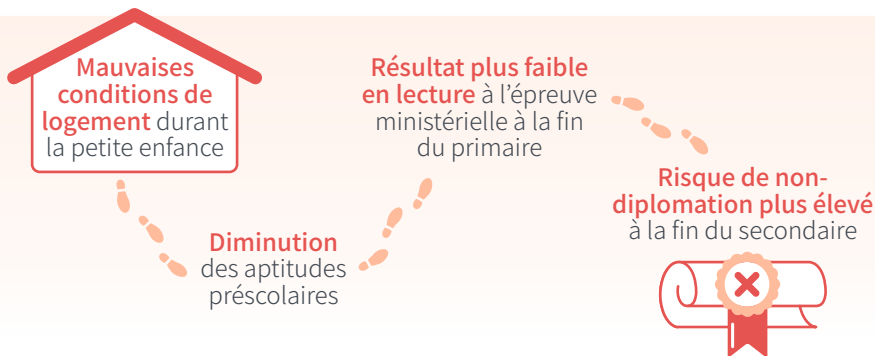 Mauvaises
conditions de
logement durant
la petite enfance
Diminution
des aptitudes
préscolaires
Résultat plus faible
en lecture à l’épreuve
ministérielle à la fin
du primaire
Risque de non-
diplomation plus élevé
à la fin du secondaire